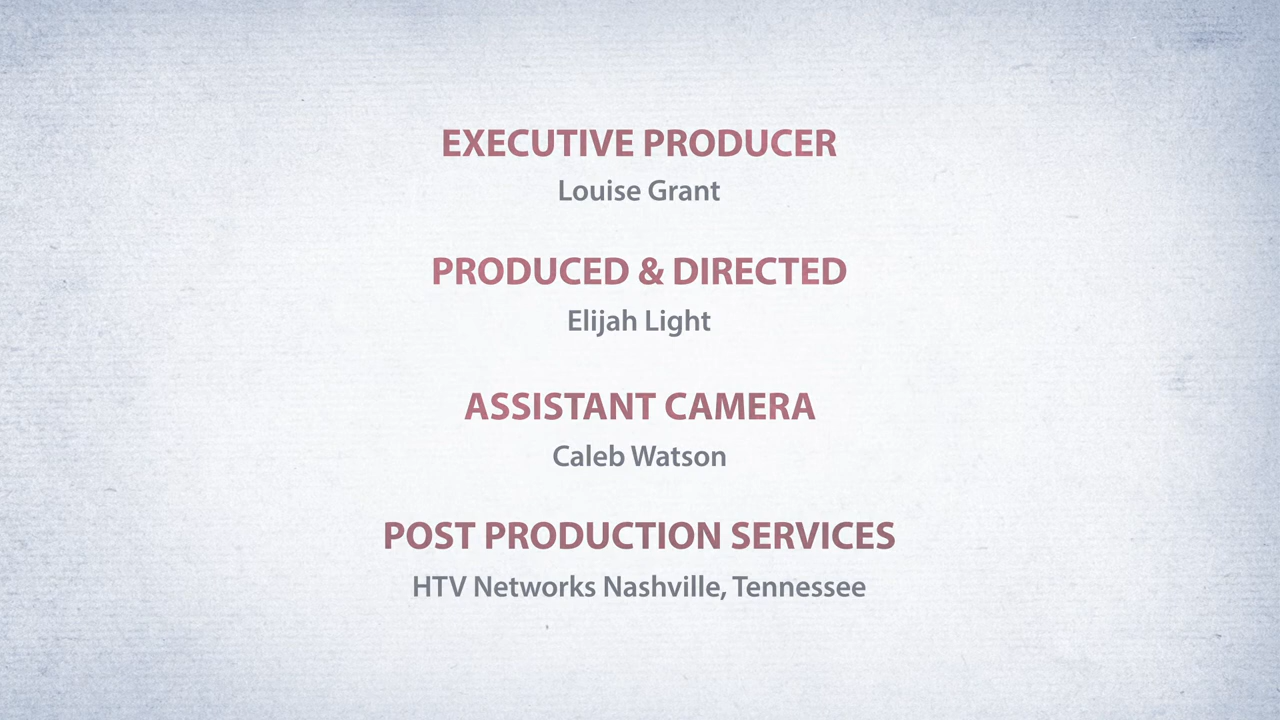 EXECUTIVE PRODUCER
Louise Grant
PRODUCED & DIRECTED
Elijah Light
ASSISTANT CAMERA
Caleb Watson
POST PRODUCTION SERVICES
HTV Networks Nashville, Tennessee